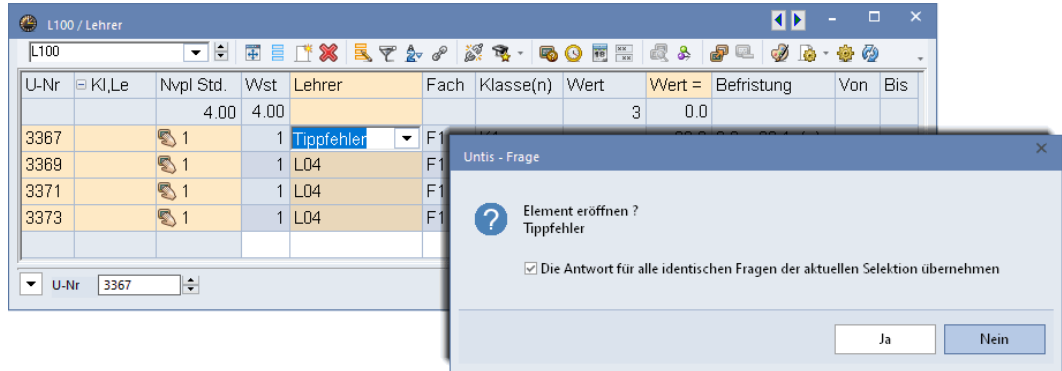 L100 / Lehrer
L100
U-Nr Kl,Le Nvpl Std. Wst Lehrer Fach Klasse(n) Wert Wert = Befristung Von Bis
4.00 4.00 3 0.0
3367 1 1 Tippfehler F1
3369 1 1 L04 F1
3371 1 1 L04 F1
3373 1 1 L04 F1
U-Nr 3367
Untis - Frage
Element eröffnen ?
Tippfehler
Die Antwort für alle identischen Fragen der aktuellen Selektion übernehmen
Ja Nein